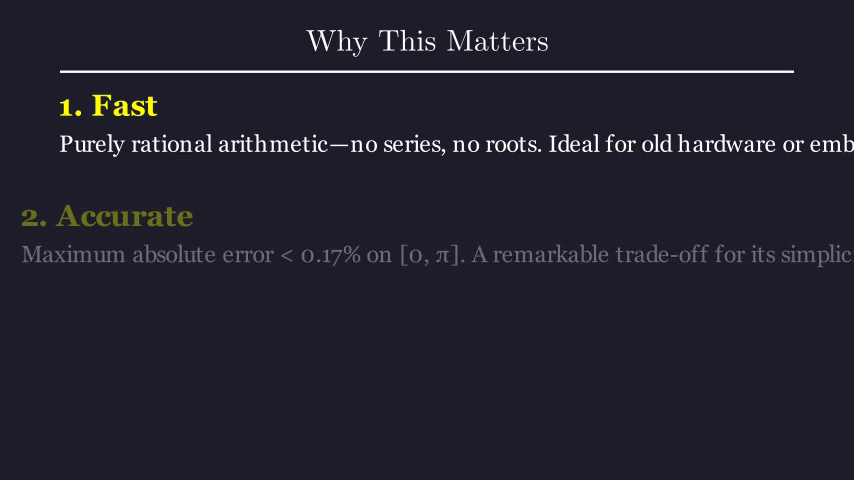 Why This Matters
1. Fast
Purely rational arithmetic—no series, no roots. Ideal for old hardware or emb
2. Accurate
Maximum absolute error < 0.17% on [0, π]. A remarkable trade-off for its simplic